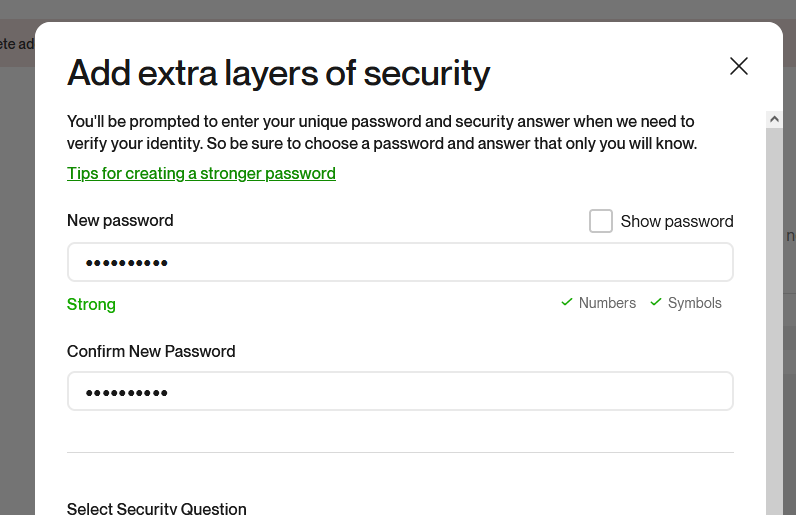 ete ad
Add extra layers of security
You'll be prompted to enter your unique password and security answer when we need to
verify your identity. So be sure to choose a password and answer that only you will know.
Tips for creating a stronger password
New password
Show password
••••••••••
Strong
Numbers
Symbols
Confirm New Password
••••••••••
Select Security Question